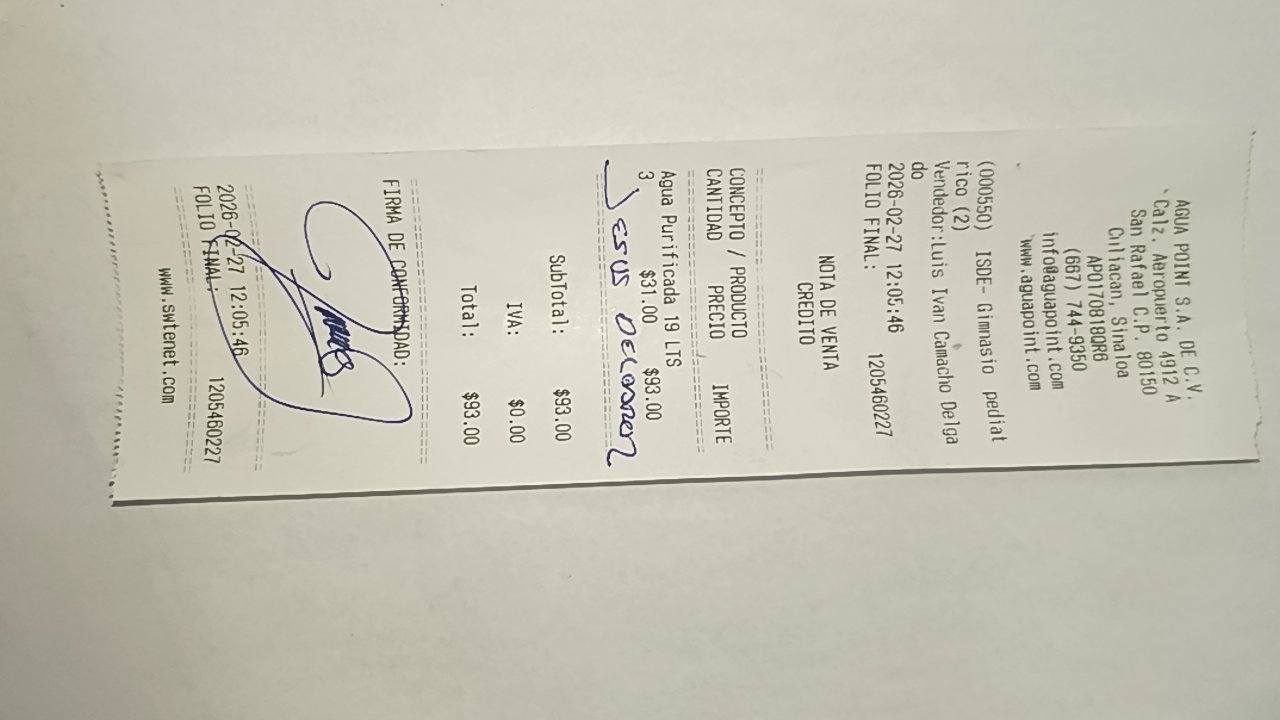 AGUA POINT S.A. DE C.V.
Calz. Aeropuerto 4912 A
San Rafael C.P. 80150
Culiacan, Sinaloa
APO170818QR6
(667) 744-9350
info@aguapoint.com
www.aguapoint.com
(000550) ISDE- Gimnasio pediat
rico (2)
Vendedor:Luis Ivan Camacho Delga
do
2026-02-27 12:05:46
FOLIO FINAL: 1205460227
NOTA DE VENTA
CREDITO
CONCEPTO / PRODUCTO
CANTIDAD PRECIO IMPORTE
Agua Purificada 19 LTS
3 $31.00 $93.00
JESUS
SubTotal: $93.00
IVA: $0.00
Total: $93.00
FIRMA DE CONFORMIDAD:
2026-02-27 12:05:46
FOLIO FINAL: 1205460227
www.swtenet.com